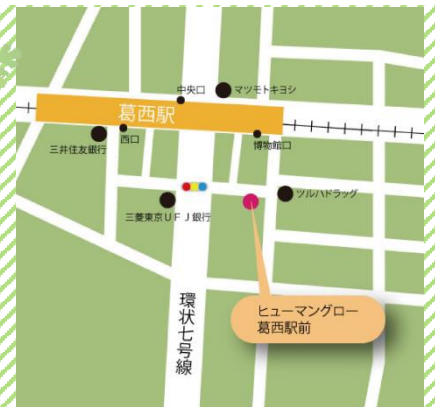 中央口
マツモトキヨシ
葛西駅
三井住友銀行
西口
博物館口
ツルハドラッグ
三菱東京UFJ銀行
環状七号線
ヒューマングロー
葛西駅前